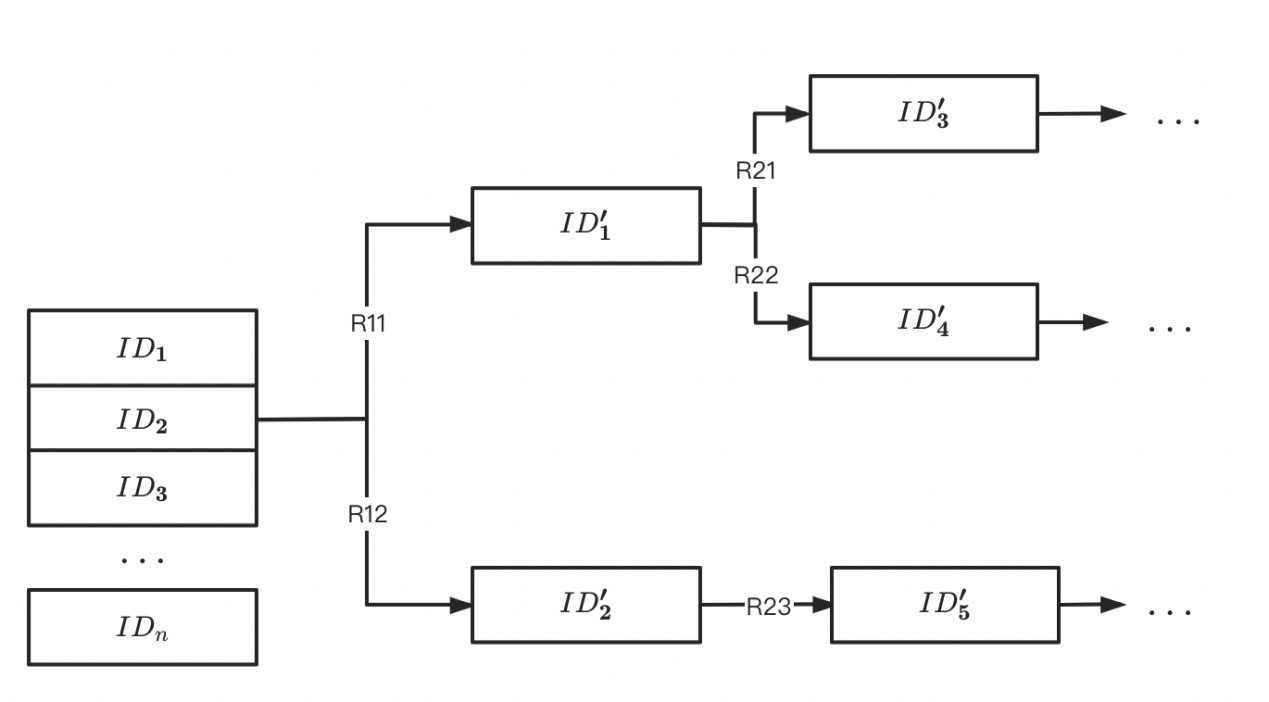 ID₁
ID₂
ID₃
...
IDₙ
R11
R12
ID′₁
ID′₂
R21
R22
R23
ID′₃
...
ID′₄
...
ID′₅
...